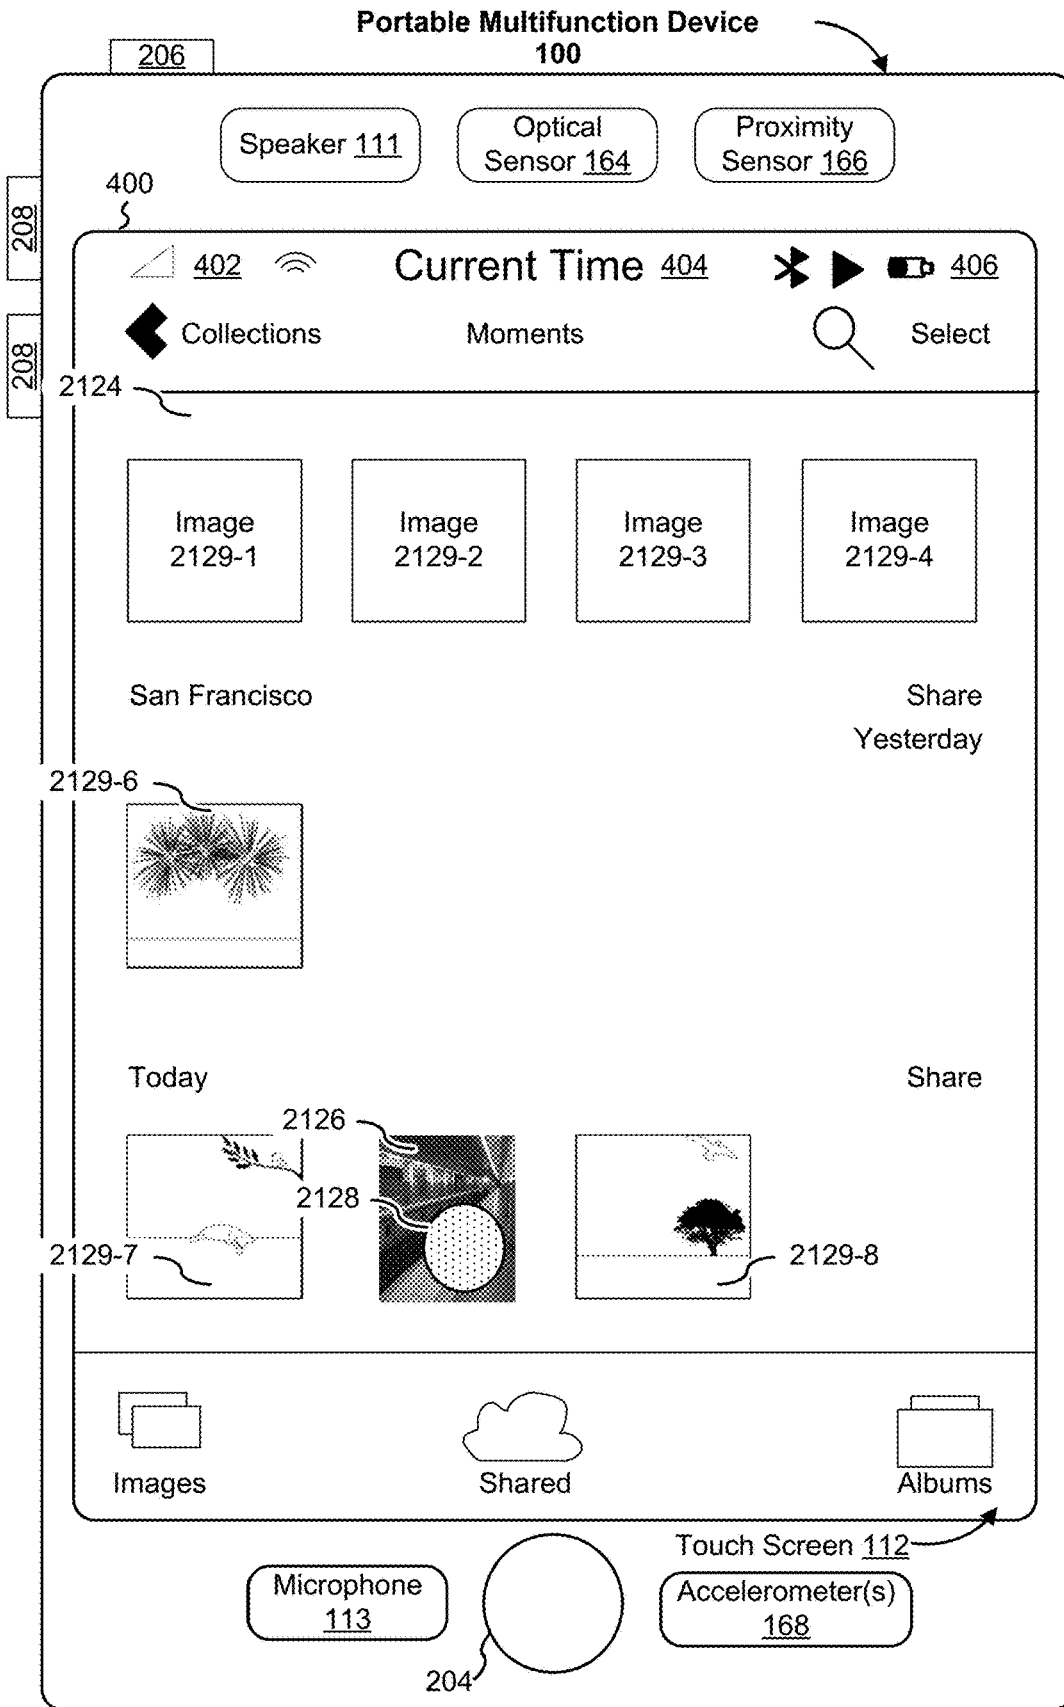 Portable Multifunction Device
100
206
Speaker 111
Optical
Sensor 164
Proximity
Sensor 166
208
400
402
Current Time 404
406
208
Collections
Moments
Select
2124
Image
2129-1
Image
2129-2
Image
2129-3
Image
2129-4
San Francisco
Share
Yesterday
2129-6
Today
Share
2126
2128
2129-7
2129-8
Images
Shared
Albums
Touch Screen 112
Microphone
113
Accelerometer(s)
168
204